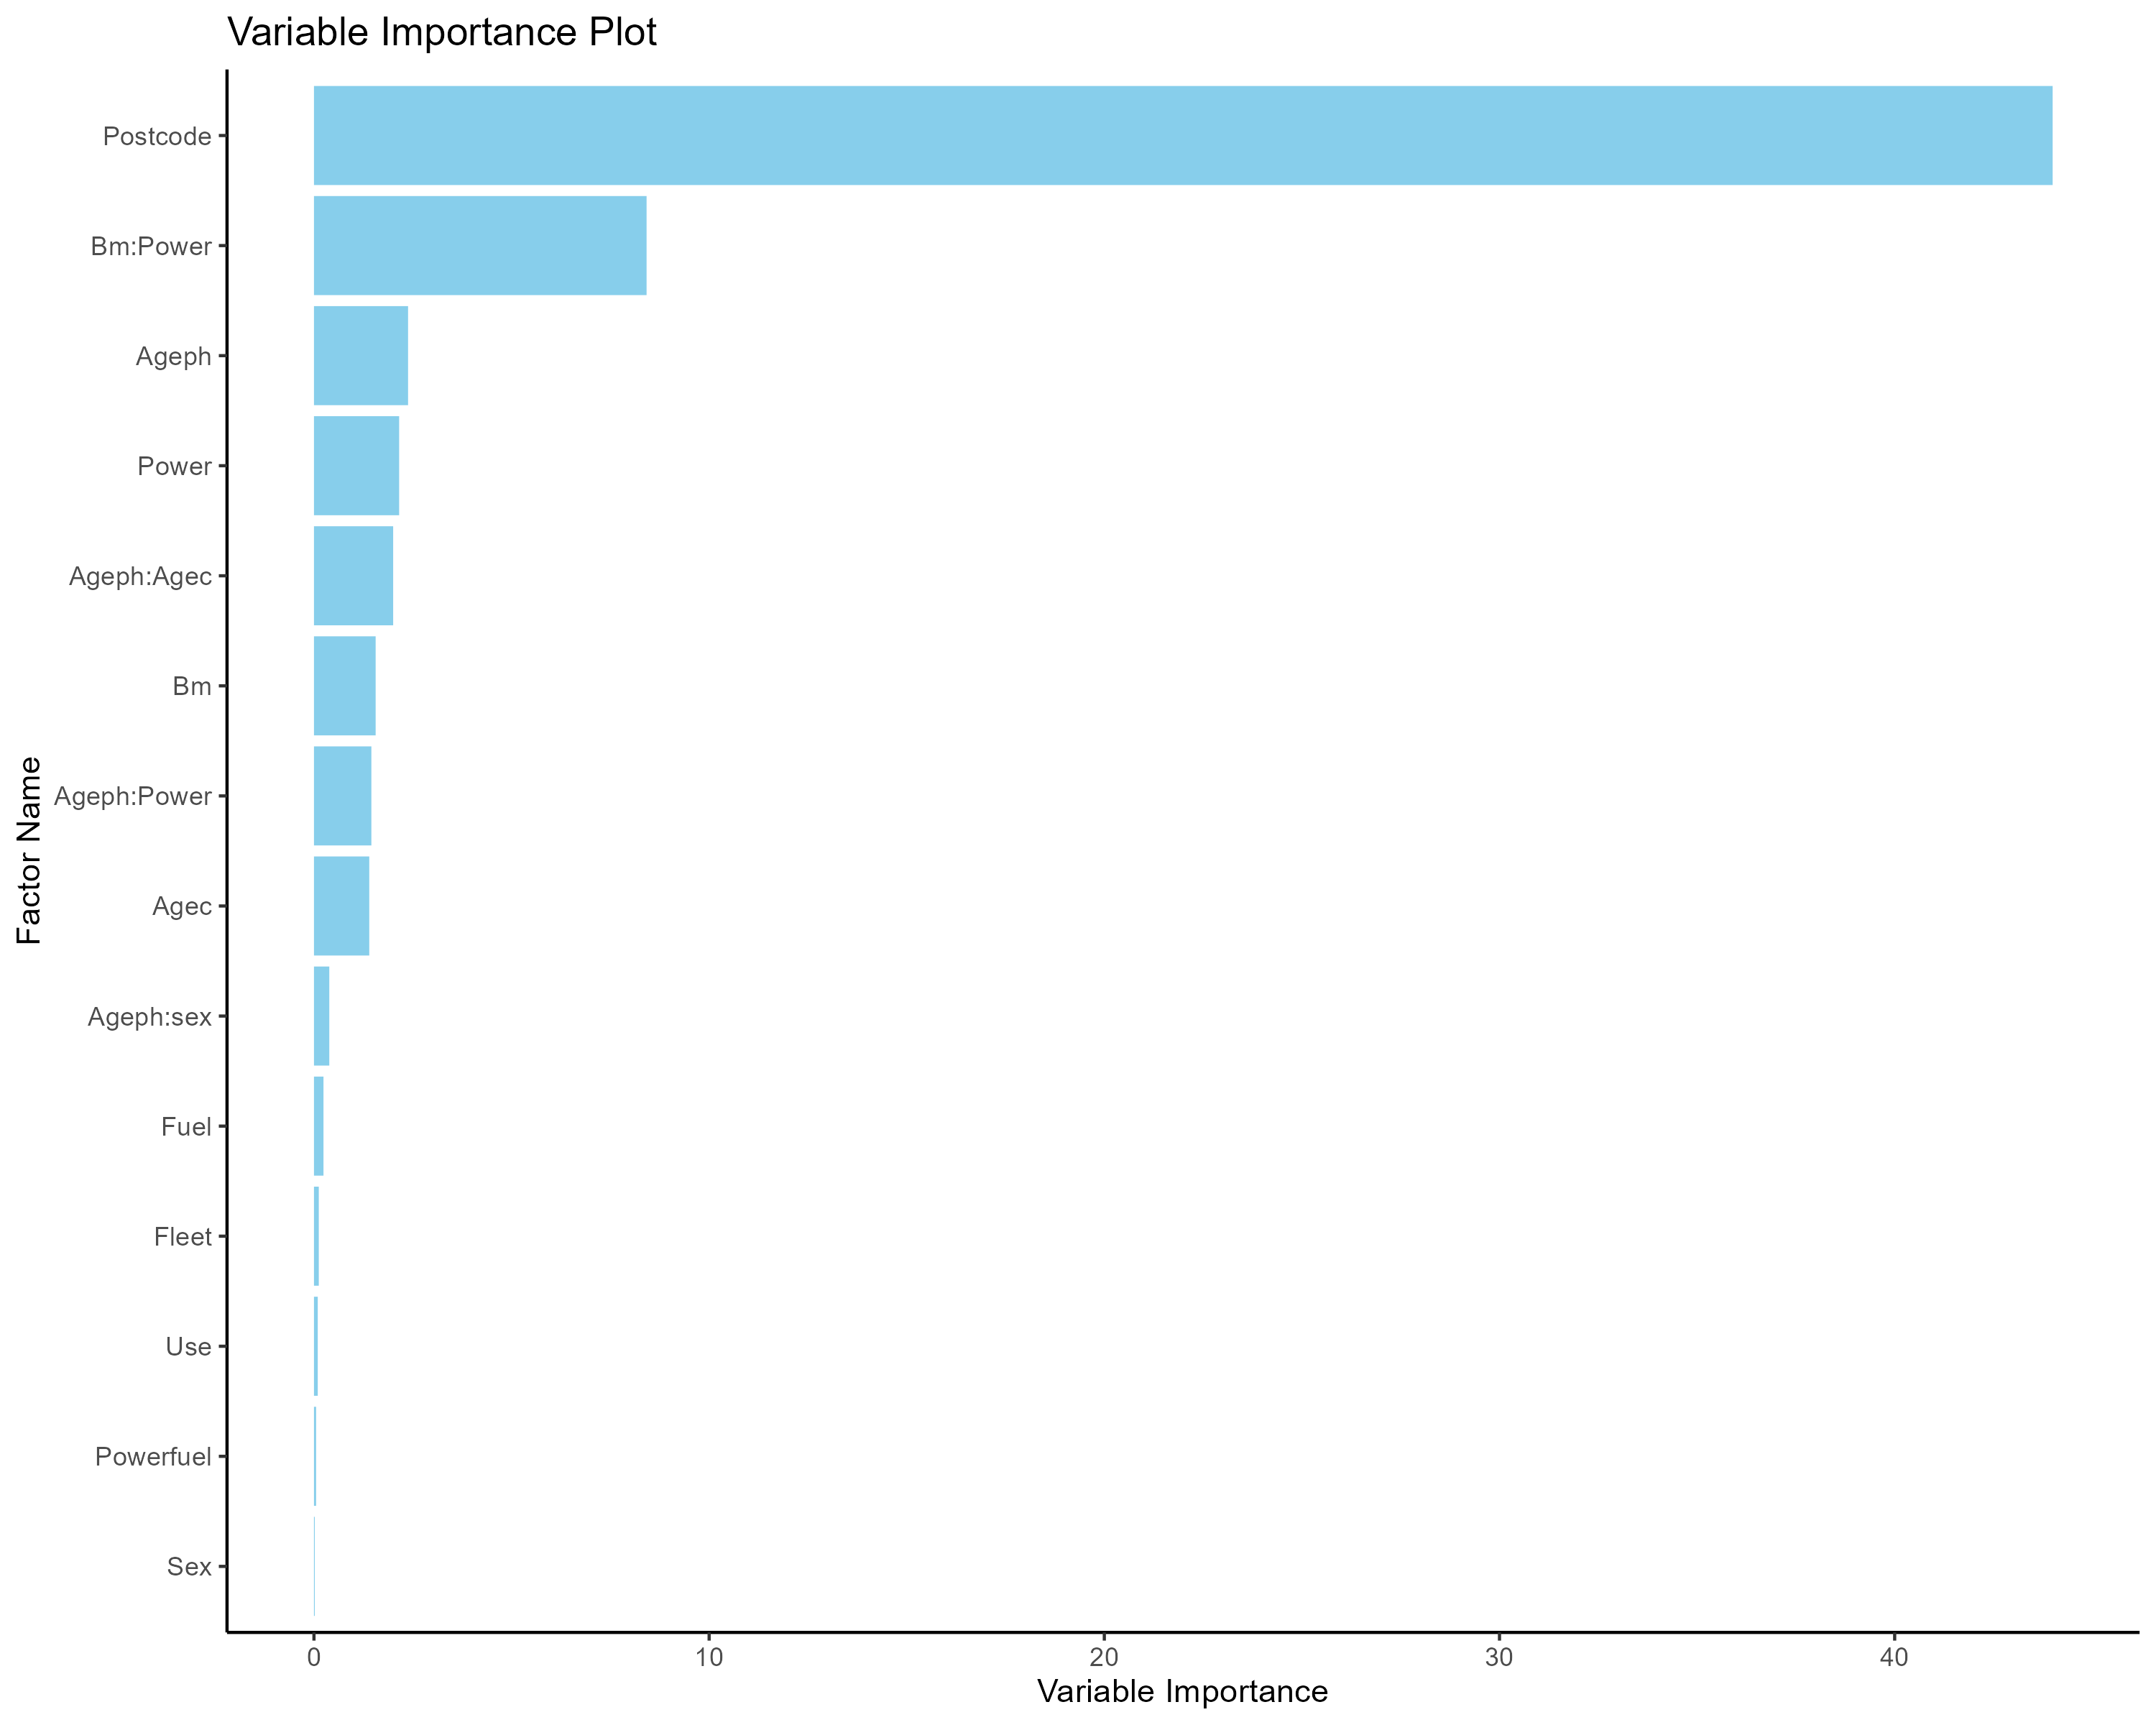 Variable Importance Plot
Postcode
Bm:Power
Ageph
Power
Ageph:Agec
Bm
Ageph:Power
Agec
Ageph:sex
Fuel
Fleet
Use
Powerfuel
Sex
Factor Name
0 10 20 30 40
Variable Importance